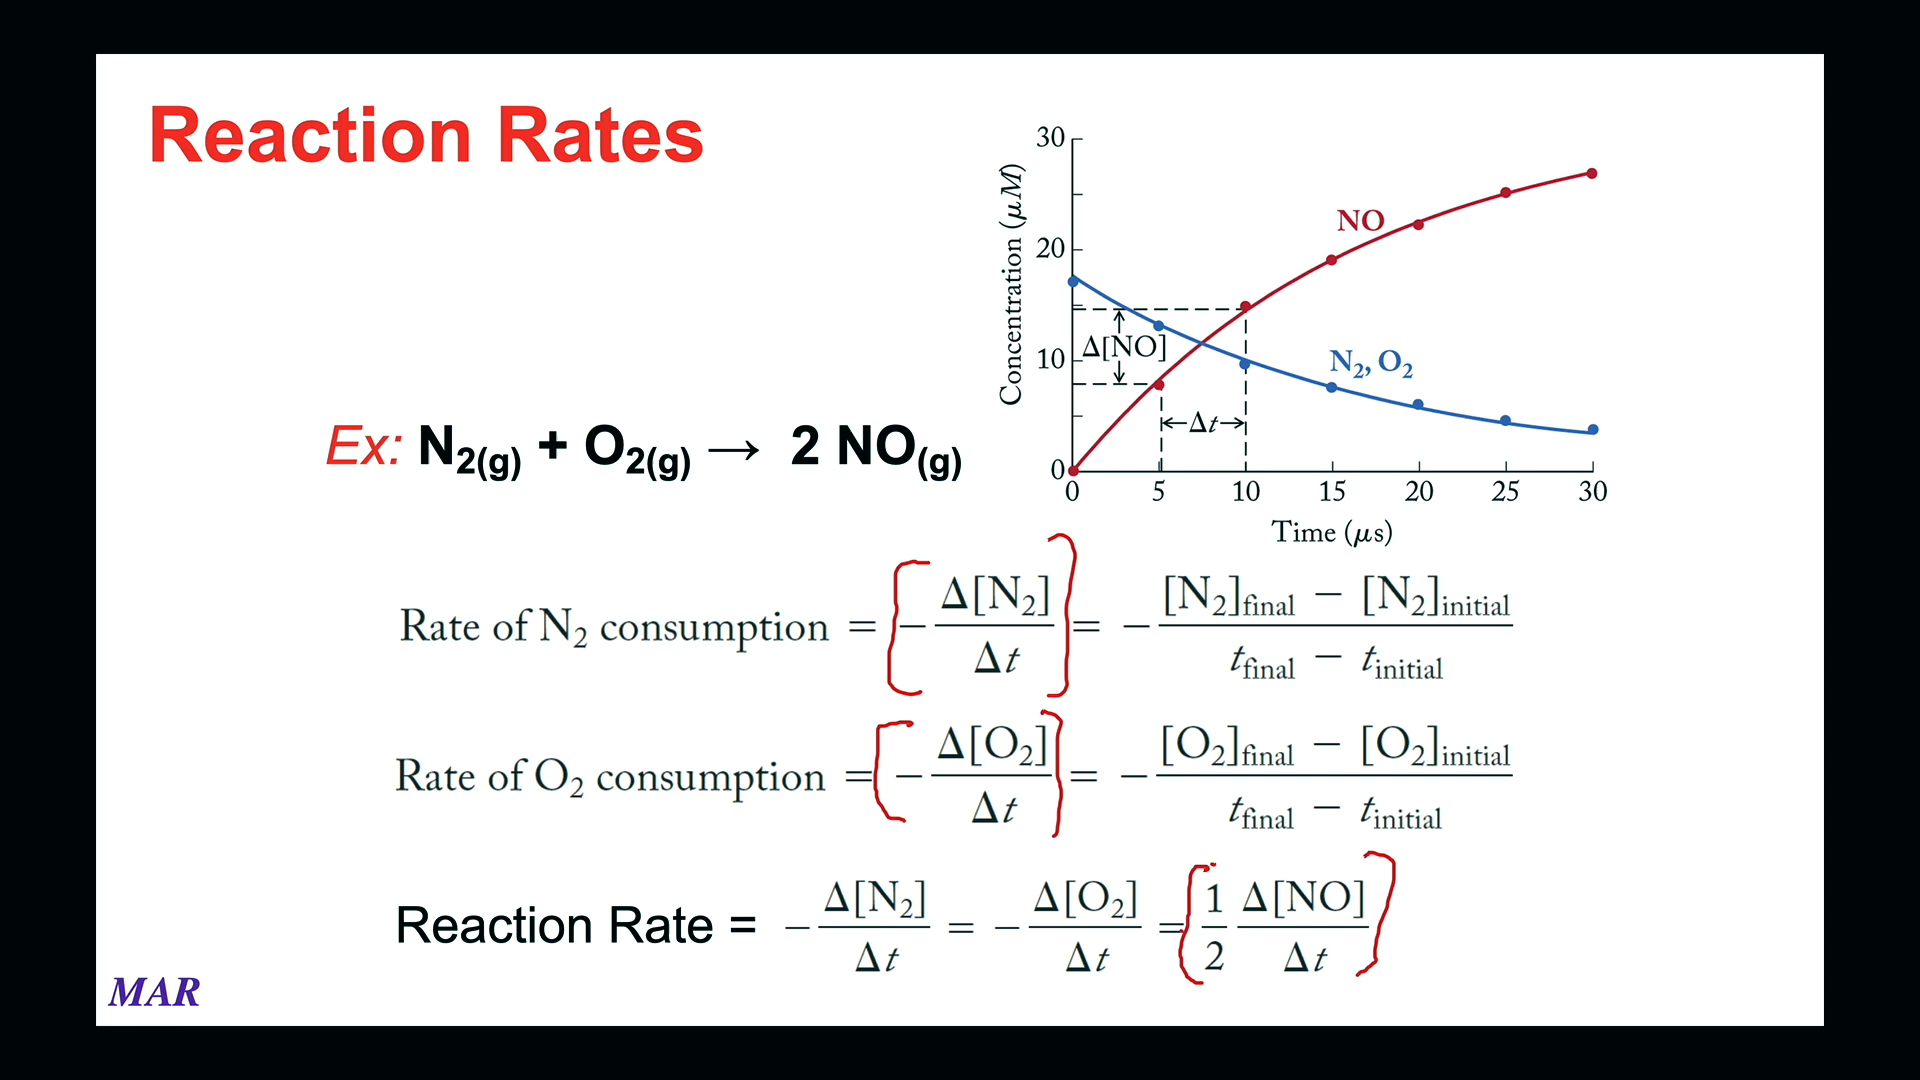 Reaction Rates
30
20
10
0
Concentration (μM)
NO
N₂, O₂
Δ[NO]
←Δt→
0 5 10 15 20 25 30
Time (μs)
Ex: N₂(g) + O₂(g) → 2 NO(g)
Rate of N₂ consumption = − Δ[N₂]/Δt = − ([N₂]final − [N₂]initial)/(tfinal − tinitial)
Rate of O₂ consumption = − Δ[O₂]/Δt = − ([O₂]final − [O₂]initial)/(tfinal − tinitial)
Reaction Rate = − Δ[N₂]/Δt = − Δ[O₂]/Δt = 1/2 Δ[NO]/Δt
MAR